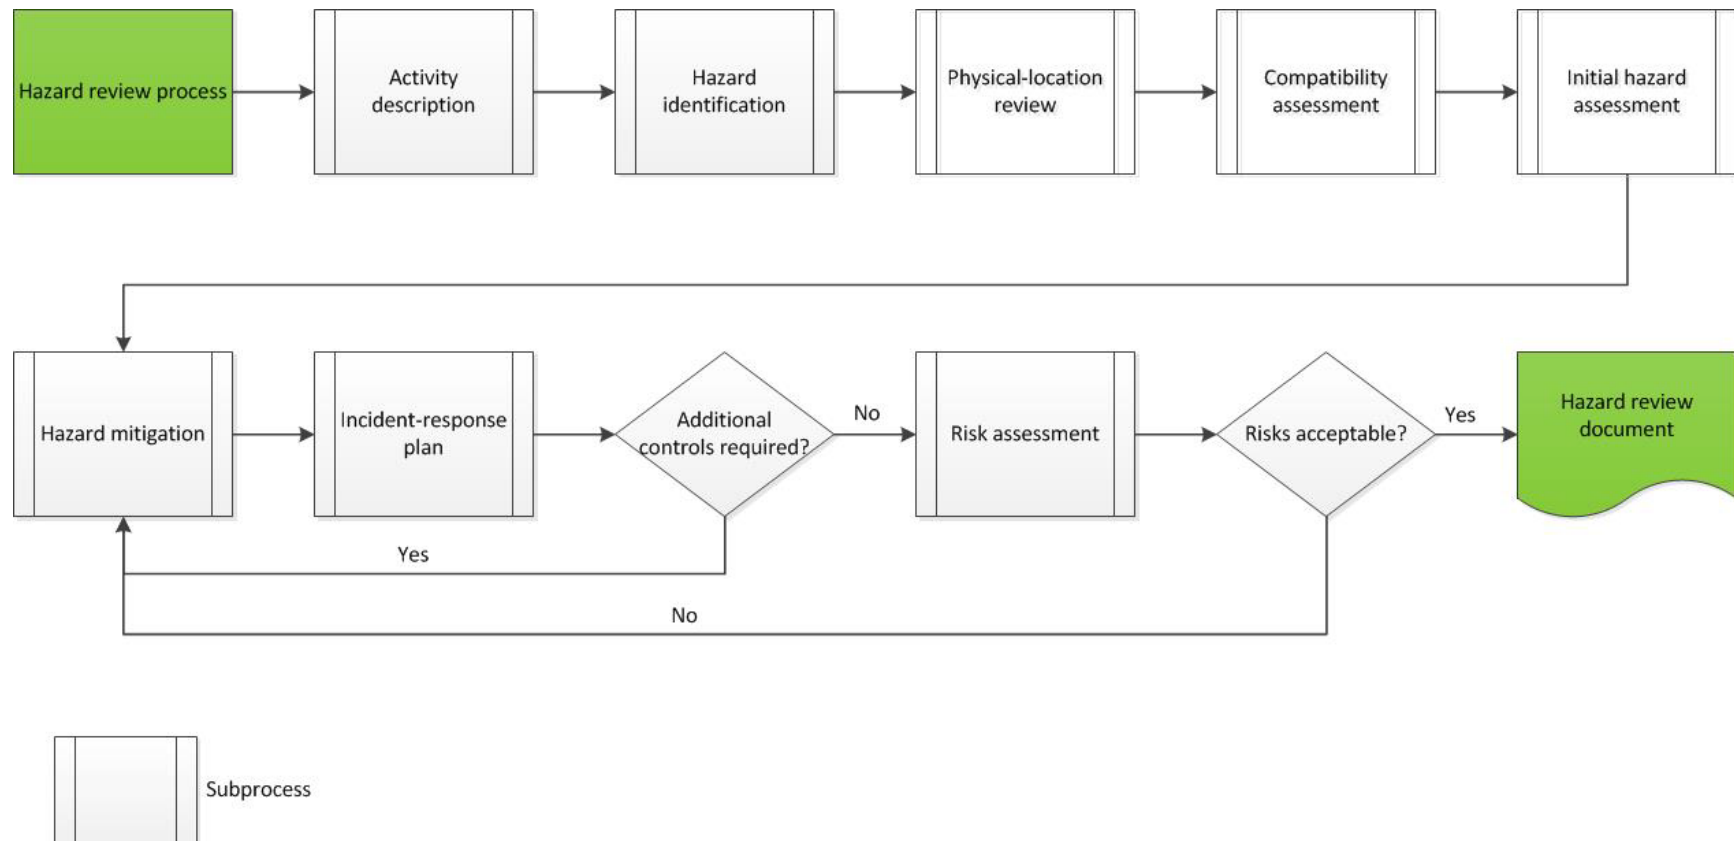 Hazard review process
Activity
description
Hazard
identification
Physical-location
review
Compatibility
assessment
Initial hazard
assessment
Hazard mitigation
Incident-response
plan
Additional
controls required?
No
Risk assessment
Risks acceptable?
Yes
Hazard review
document
Yes
No
Subprocess